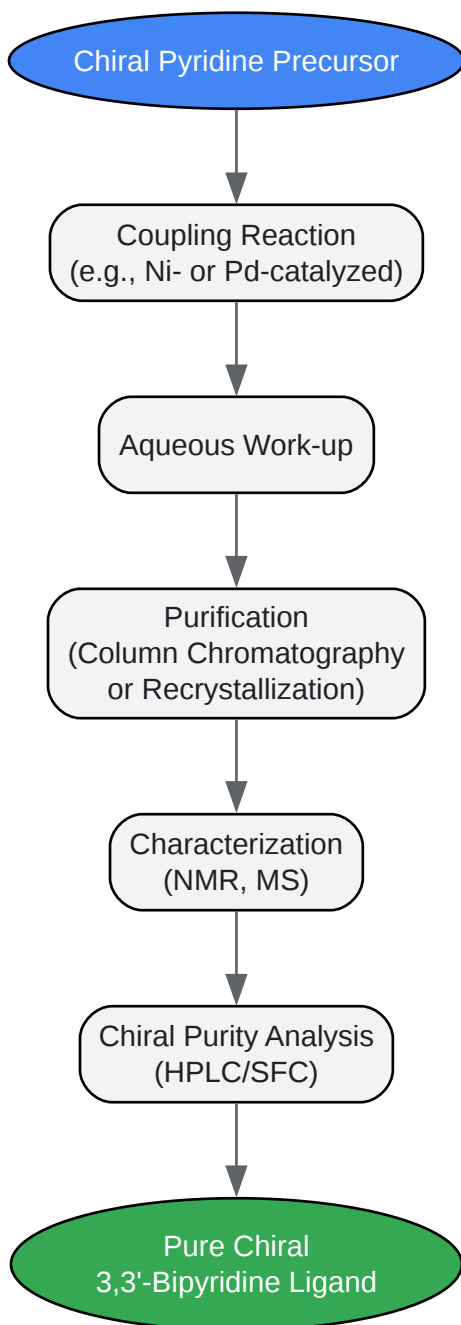 Chiral Pyridine Precursor
Coupling Reaction
(e.g., Ni- or Pd-catalyzed)
Aqueous Work-up
Purification
(Column Chromatography
or Recrystallization)
Characterization
(NMR, MS)
Chiral Purity Analysis
(HPLC/SFC)
Pure Chiral
3,3'-Bipyridine Ligand